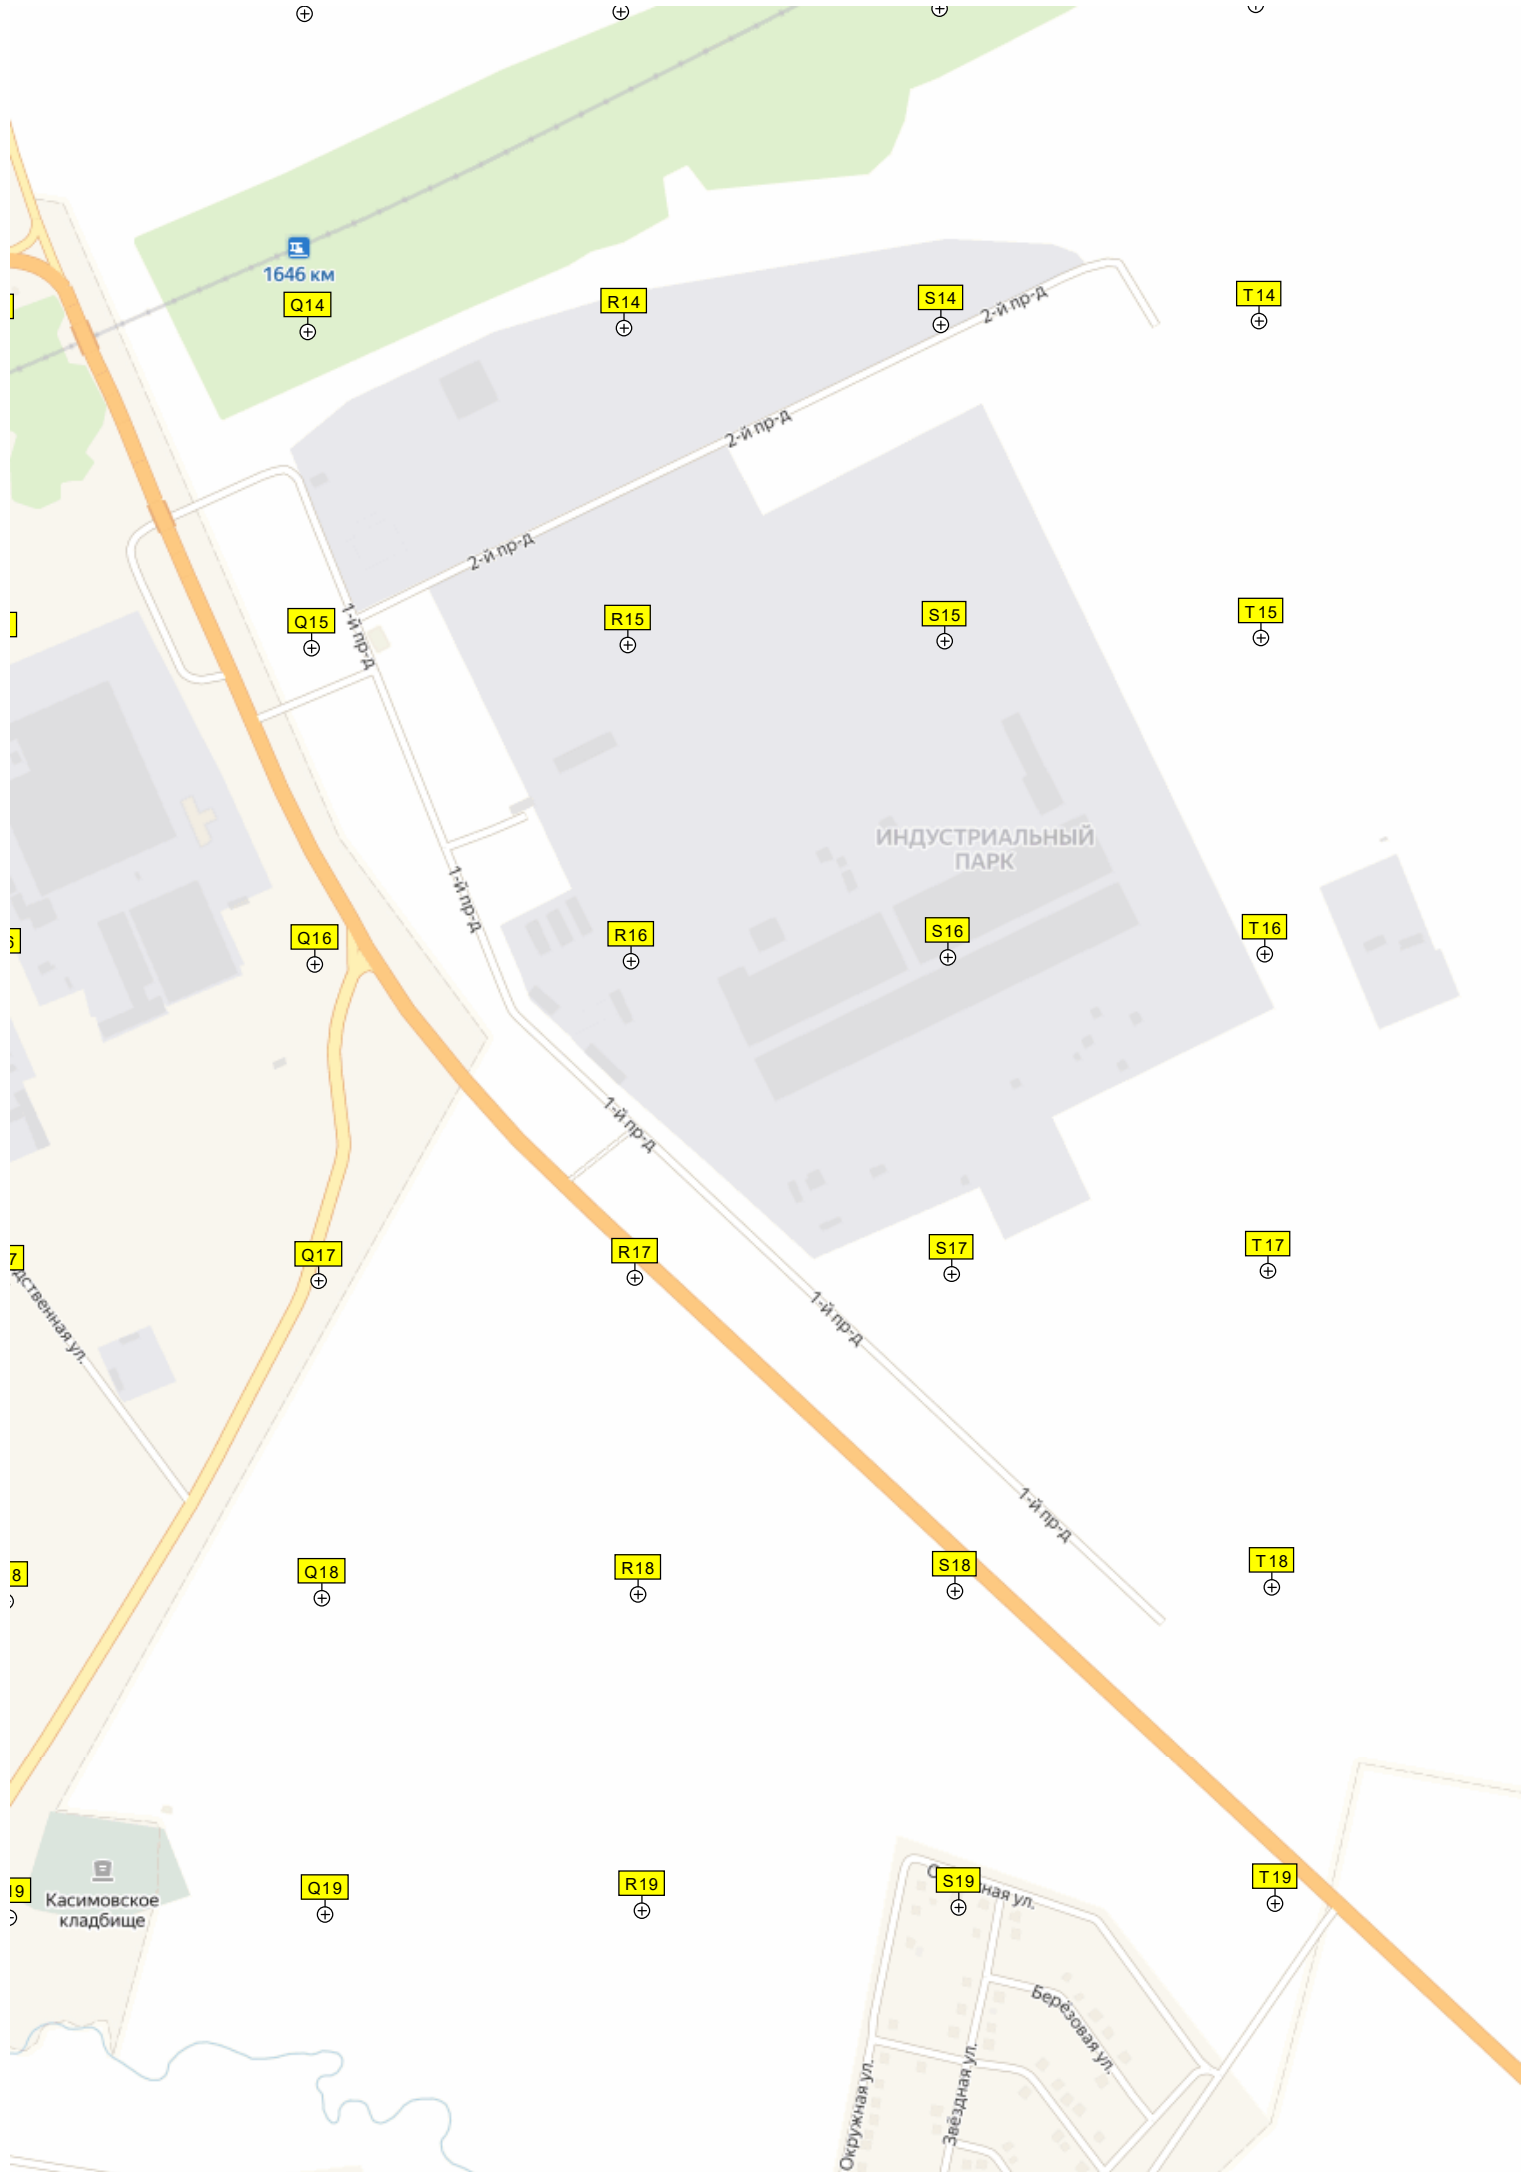 1646 км
Q14
R14
S14
T14
2-й пр-д
2-й пр-д
2-й пр-д
Q15
R15
S15
T15
1-й пр-д
ИНДУСТРИАЛЬНЫЙ
ПАРК
1-й пр-д
Q16
R16
S16
T16
1-й пр-д
Q17
R17
S17
T17
1-й пр-д
1-й пр-д
Q18
R18
S18
T18
Q19
R19
S19
T19
Касимовское
кладбище
ул.
Берёзовая ул.
Звёздная ул.
Окружная ул.